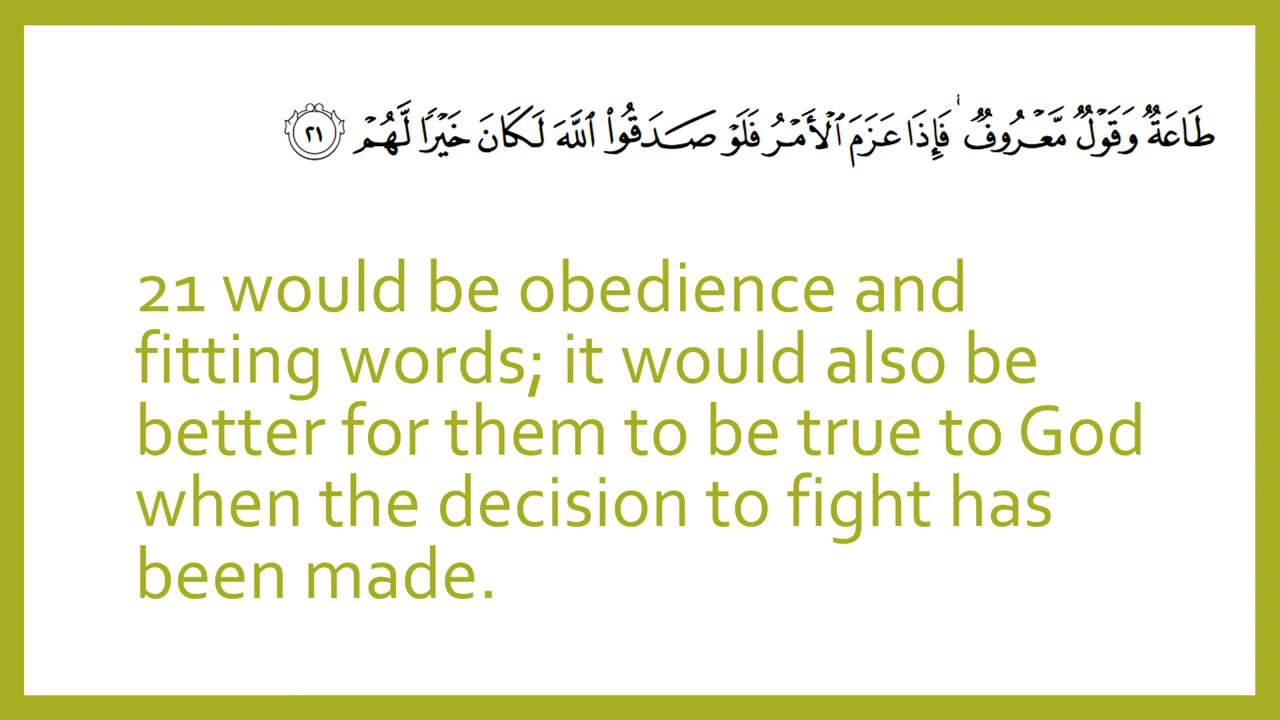 طَاعَةٌ وَقَوْلٌ مَّعْرُوفٌ ۚ فَإِذَا عَزَمَ ٱلْأَمْرُ فَلَوْ صَدَقُوا۟ ٱللَّهَ لَكَانَ خَيْرًا لَّهُمْ ٢١
21 would be obedience and
fitting words; it would also be
better for them to be true to God
when the decision to fight has
been made.